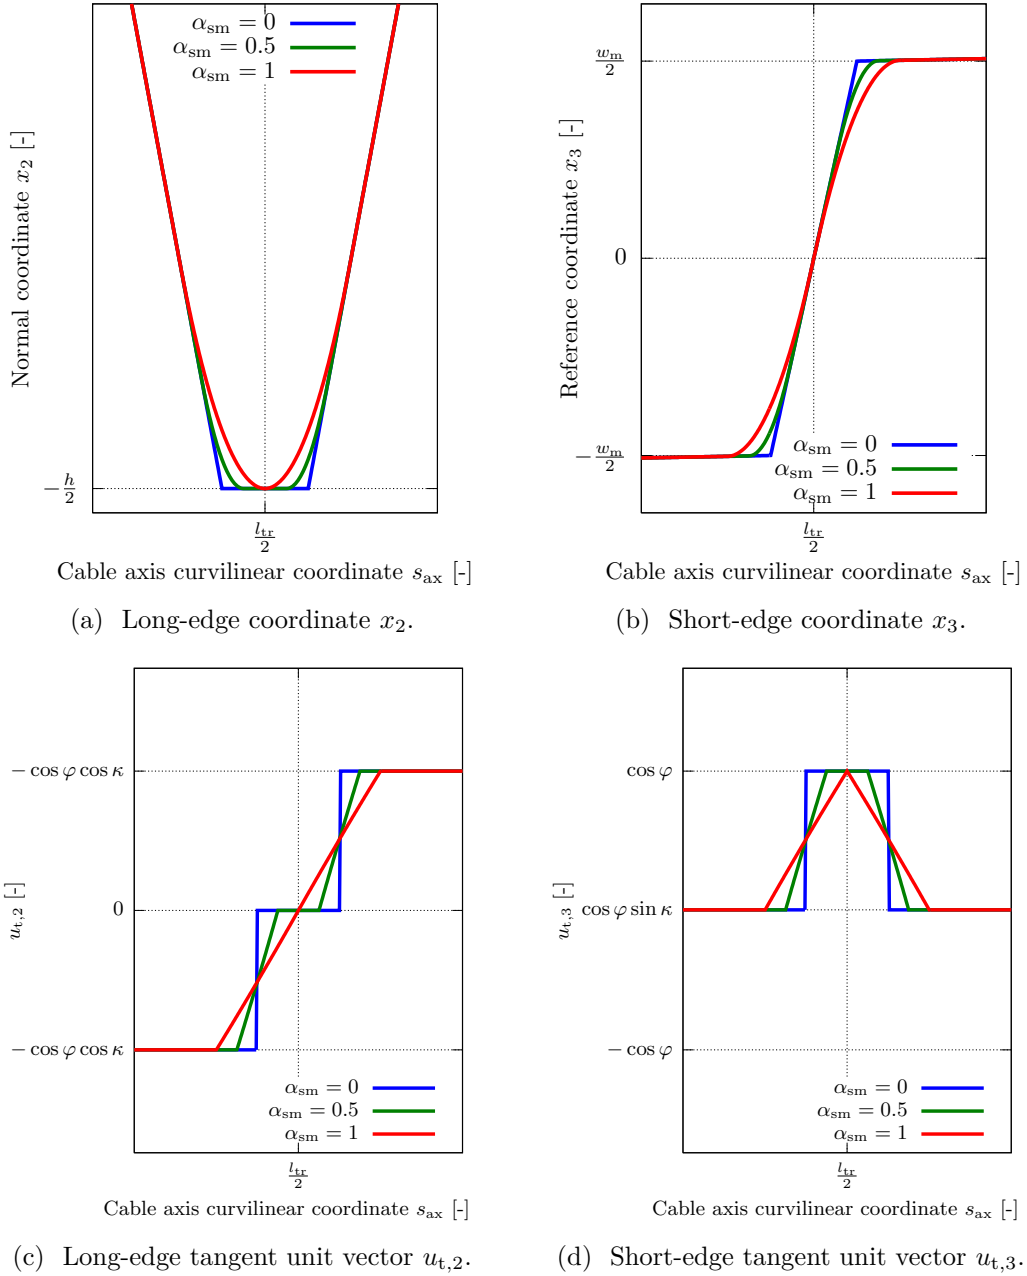 α_sm = 0
α_sm = 0.5
α_sm = 1
Normal coordinate x_2 [-]
-h/2
l_tr/2
Cable axis curvilinear coordinate s_ax [-]
(a) Long-edge coordinate x_2.
w_m/2
0
-w_m/2
Reference coordinate x_3 [-]
α_sm = 0
α_sm = 0.5
α_sm = 1
l_tr/2
Cable axis curvilinear coordinate s_ax [-]
(b) Short-edge coordinate x_3.
- cos φ cos κ
0
- cos φ cos κ
u_t,2 [-]
α_sm = 0
α_sm = 0.5
α_sm = 1
l_tr/2
Cable axis curvilinear coordinate s_ax [-]
(c) Long-edge tangent unit vector u_t,2.
cos φ
cos φ sin κ
- cos φ
u_t,3 [-]
α_sm = 0
α_sm = 0.5
α_sm = 1
l_tr/2
Cable axis curvilinear coordinate s_ax [-]
(d) Short-edge tangent unit vector u_t,3.